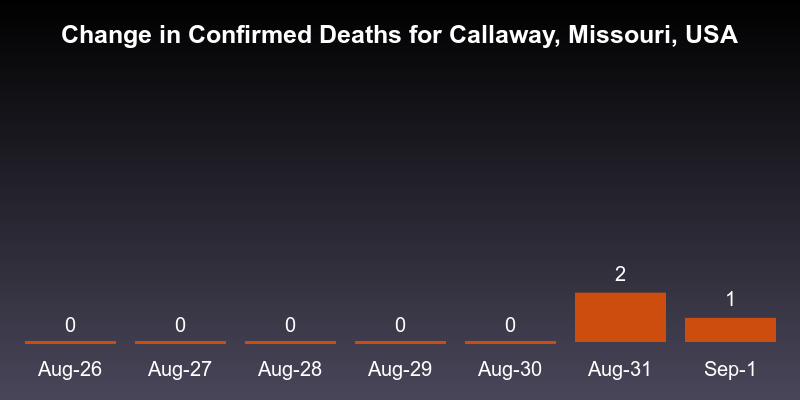 Change in Confirmed Deaths for Callaway, Missouri, USA
0 0 0 0 0 2 1
Aug-26 Aug-27 Aug-28 Aug-29 Aug-30 Aug-31 Sep-1